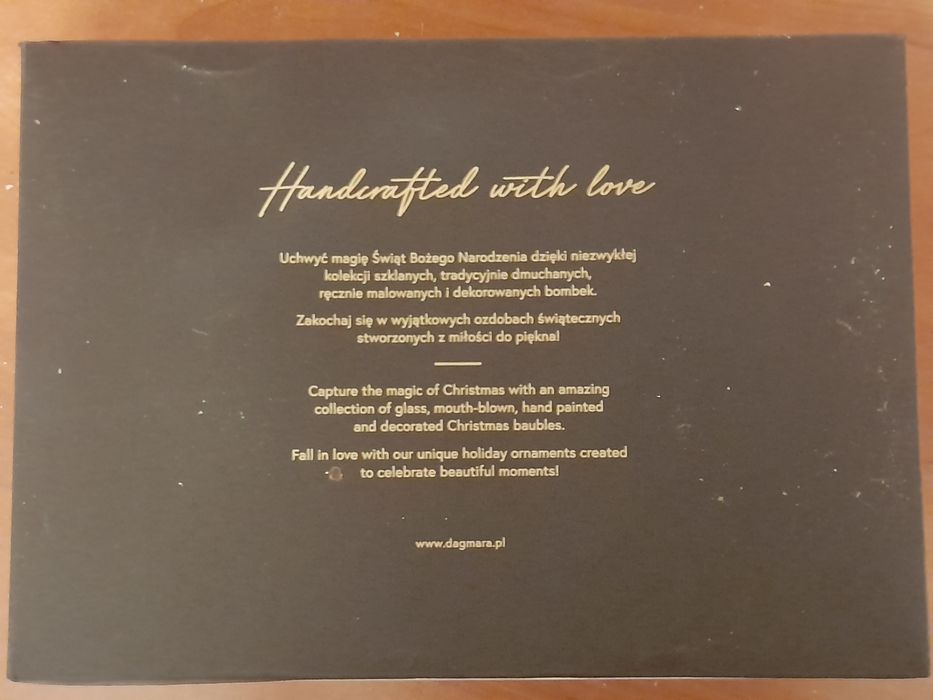 Handcrafted with love
Uchwyć magię Świąt Bożego Narodzenia dzięki niezwykłej
kolekcji szklanych, tradycyjnie dmuchanych,
ręcznie malowanych i dekorowanych bombek.
Zakochaj się w wyjątkowych ozdobach świątecznych
stworzonych z miłości do piękna!
Capture the magic of Christmas with an amazing
collection of glass, mouth-blown, hand painted
and decorated Christmas baubles.
Fall in love with our unique holiday ornaments created
to celebrate beautiful moments!
www.dagmara.pl